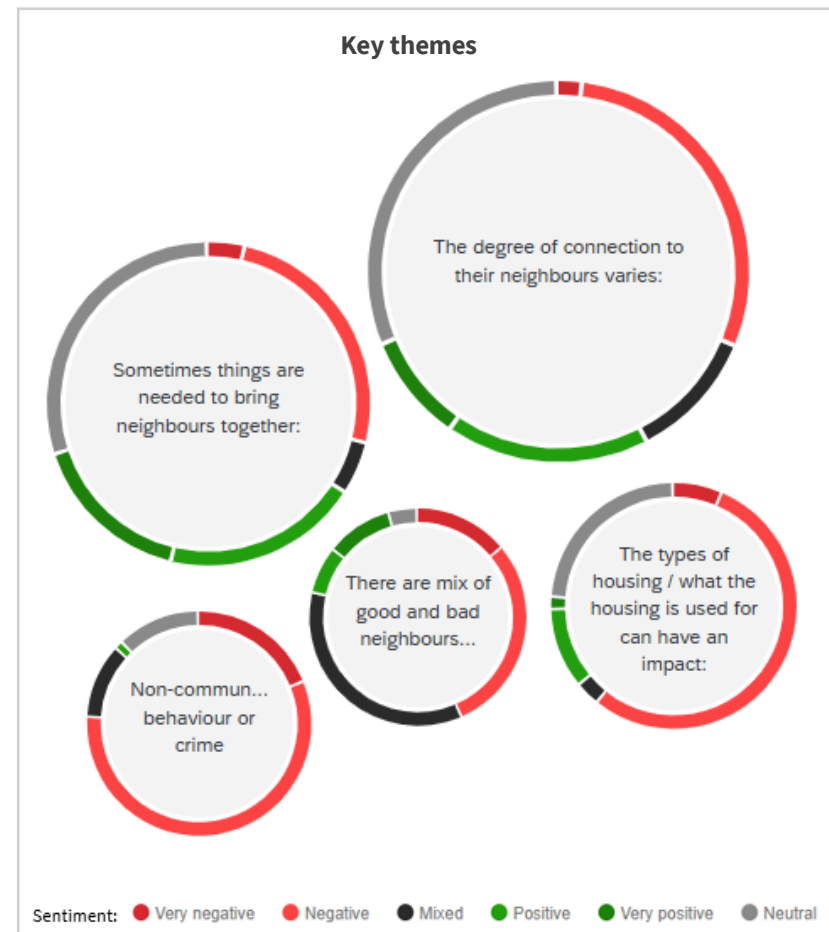 Key themes
The degree of connection to
their neighbours varies:
Sometimes things are
needed to bring
neighbours together:
There are mix of
good and bad
neighbours...
The types of
housing / what the
housing is used for
can have an
impact:
Non-commun...
behaviour or
crime
Sentiment: Very negative Negative Mixed Positive Very positive Neutral